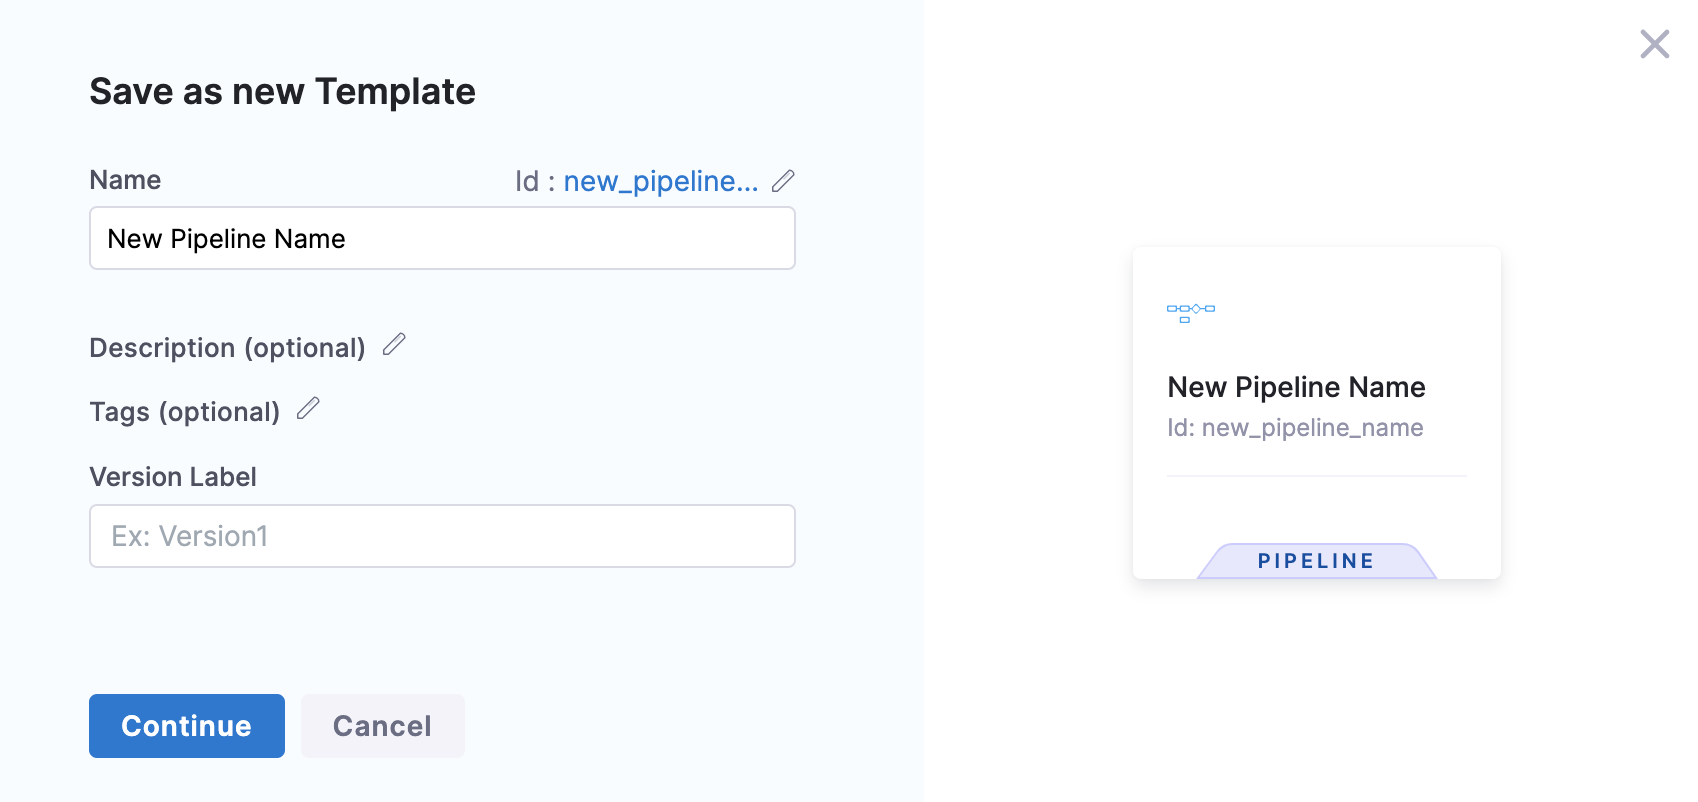 Save as new Template
Name
Id : new_pipeline...
New Pipeline Name
Description (optional)
Tags (optional)
Version Label
Ex: Version1
Continue
Cancel
New Pipeline Name
Id: new_pipeline_name
PIPELINE